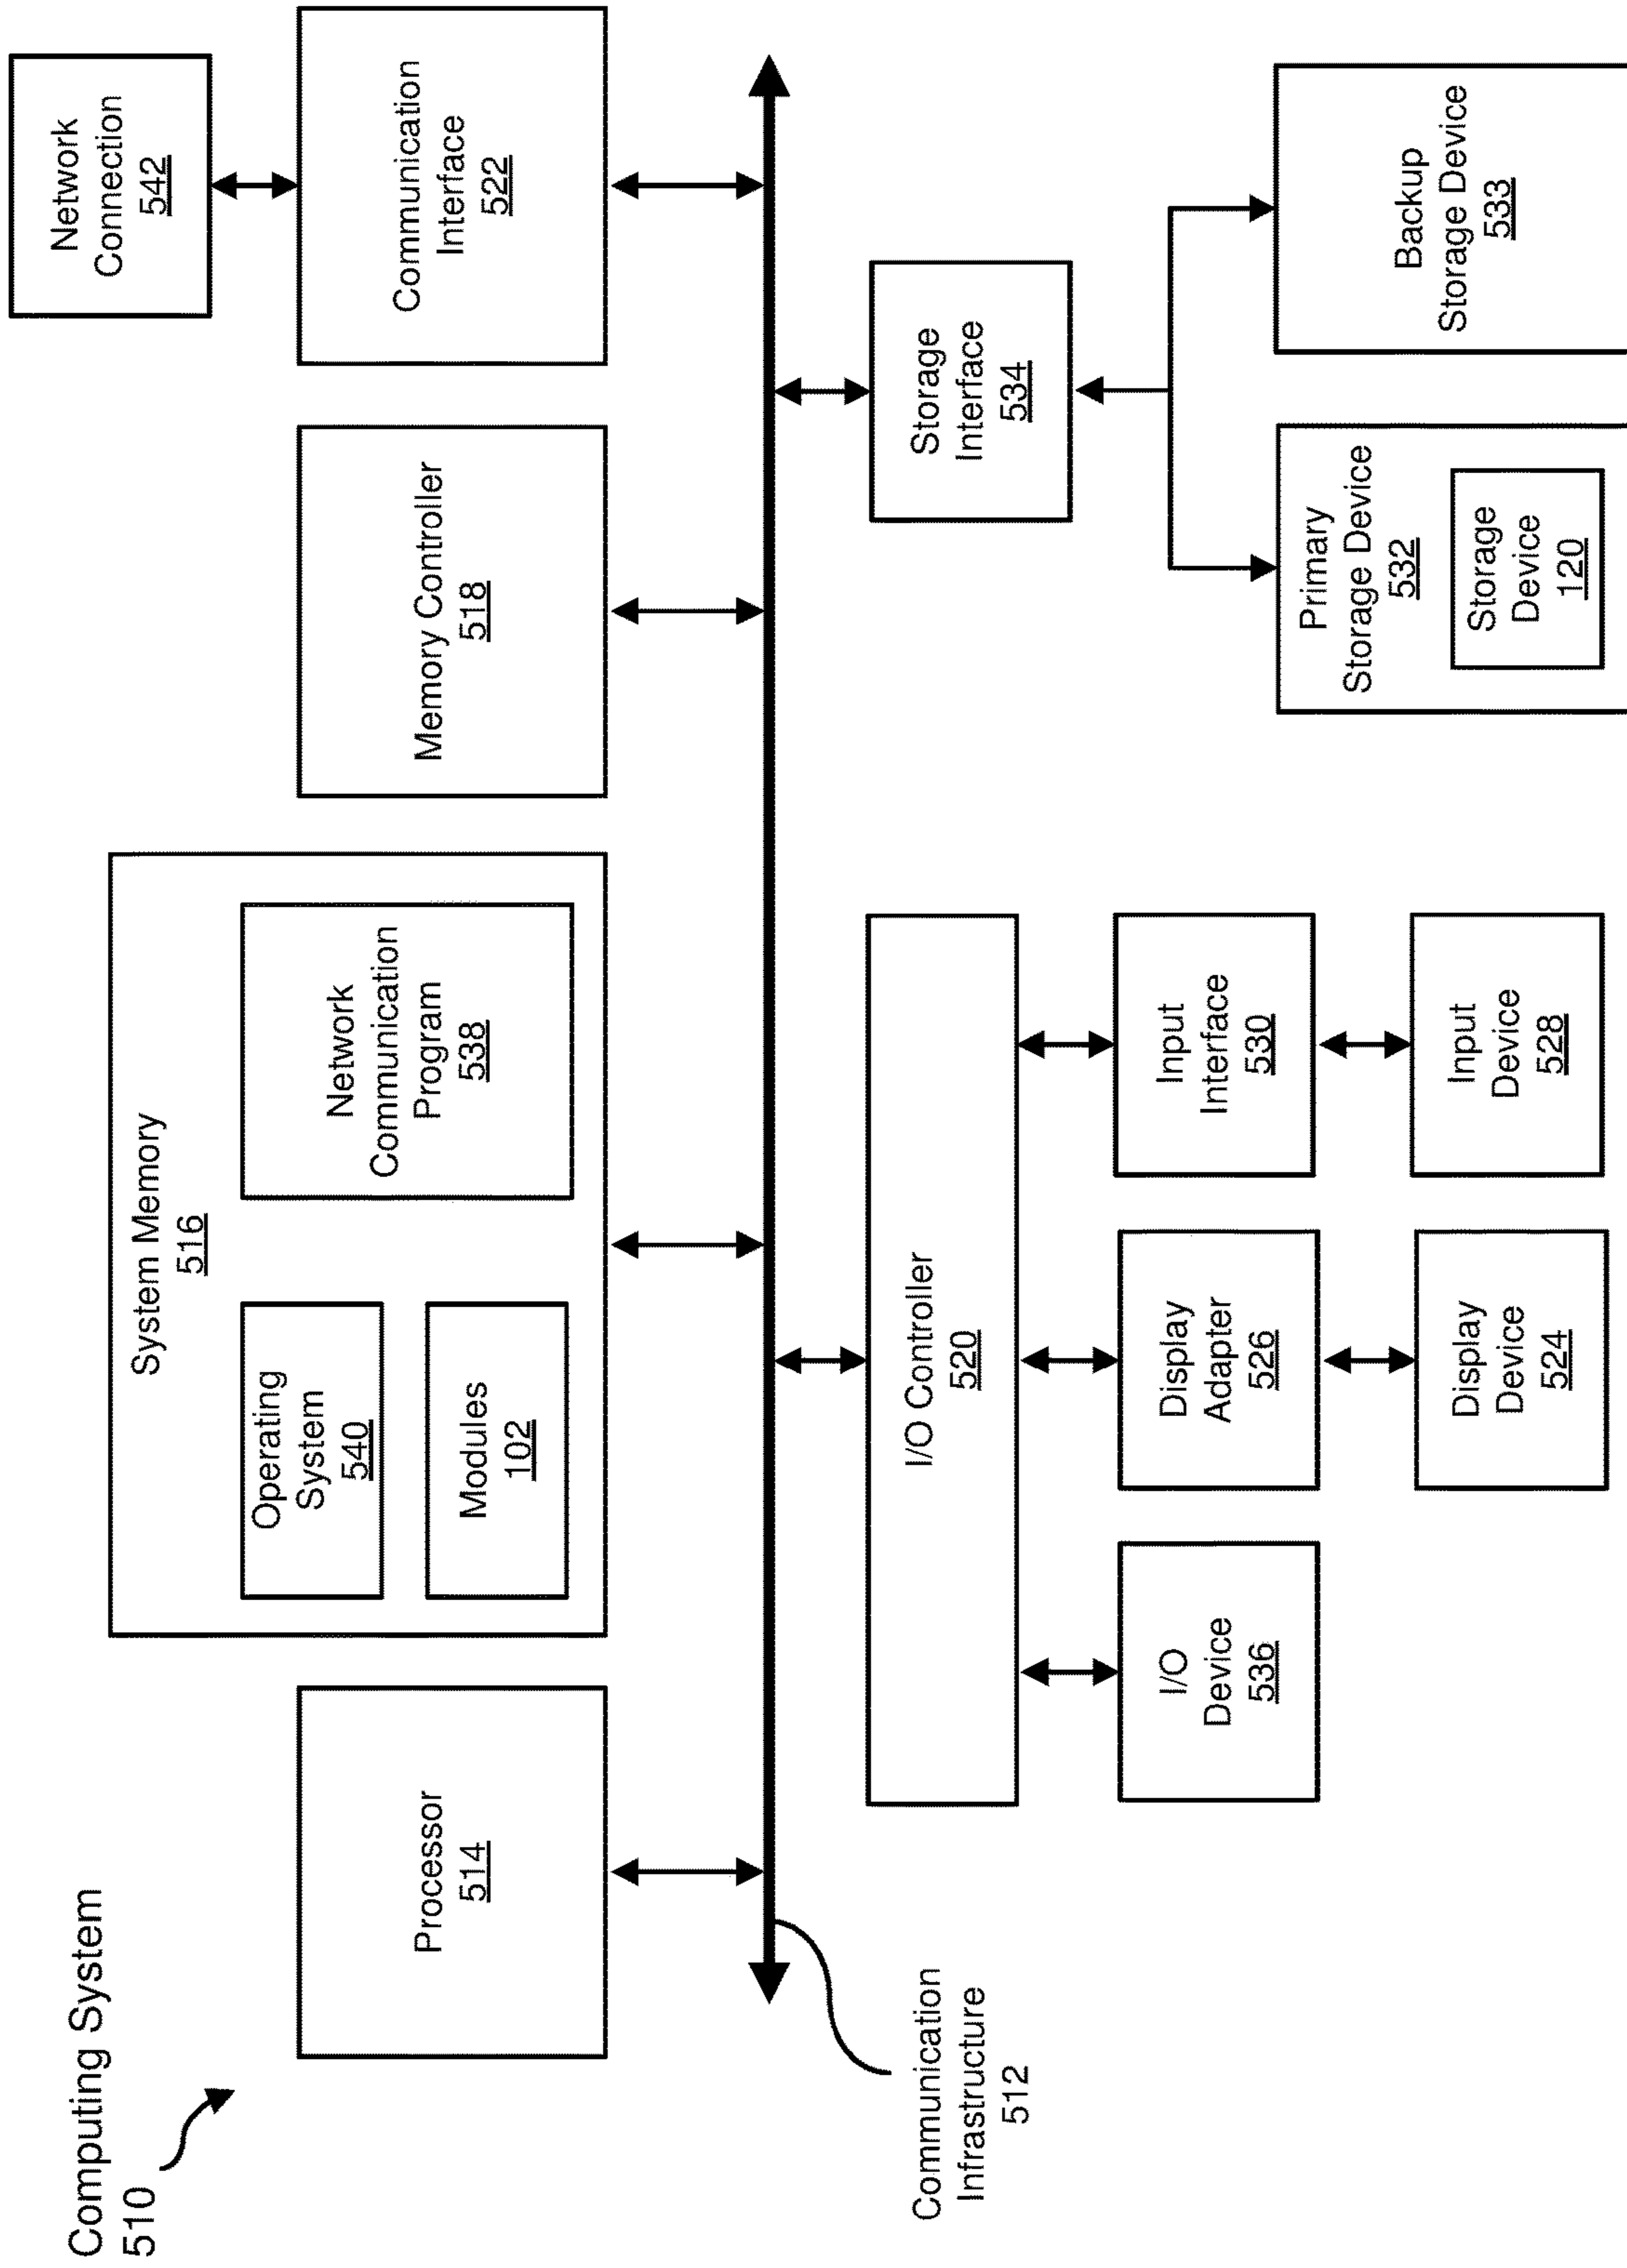 Computing System
510
Processor
514
System Memory
516
Operating
System
540
Modules
102
Network
Communication
Program
538
Memory Controller
518
Network
Connection
542
Communication
Interface
522
Communication
Infrastructure
512
I/O Controller
520
I/O
Device
536
Display
Adapter
526
Display
Device
524
Input
Interface
530
Input
Device
528
Storage
Interface
534
Primary
Storage Device
532
Storage
Device
120
Backup
Storage Device
533